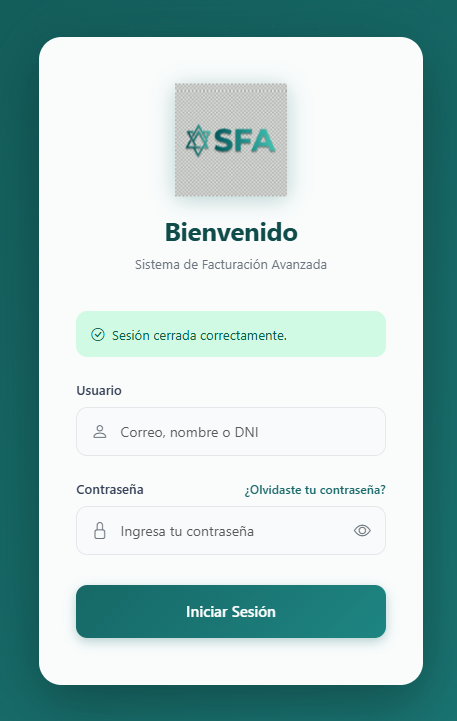 SFA
Bienvenido
Sistema de Facturación Avanzada
Sesión cerrada correctamente.
Usuario
Correo, nombre o DNI
Contraseña ¿Olvidaste tu contraseña?
Ingresa tu contraseña
Iniciar Sesión